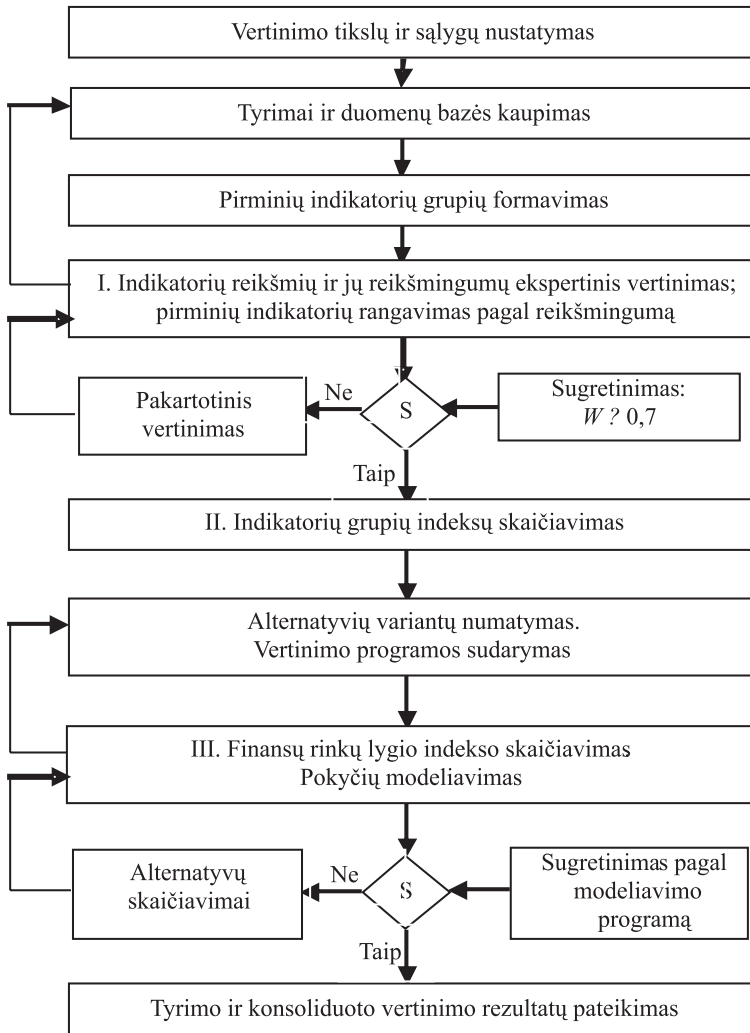 Vertinimo tikslų ir sąlygų nustatymas
Tyrimai ir duomenų bazės kaupimas
Pirminių indikatorių grupių formavimas
I. Indikatorių reikšmių ir jų reikšmingumų ekspertinis vertinimas;
pirminių indikatorių rangavimas pagal reikšmingumą
Pakartotinis
vertinimas
Ne
S
Sugretinimas:
W ? 0,7
Taip
II. Indikatorių grupių indeksų skaičiavimas
Alternatyvių variantų numatymas.
Vertinimo programos sudarymas
III. Finansų rinkų lygio indekso skaičiavimas
Pokyčių modeliavimas
Alternatyvų
skaičiavimai
Ne
S
Sugretinimas pagal
modeliavimo
programą
Taip
Tyrimo ir konsoliduoto vertinimo rezultatų pateikimas